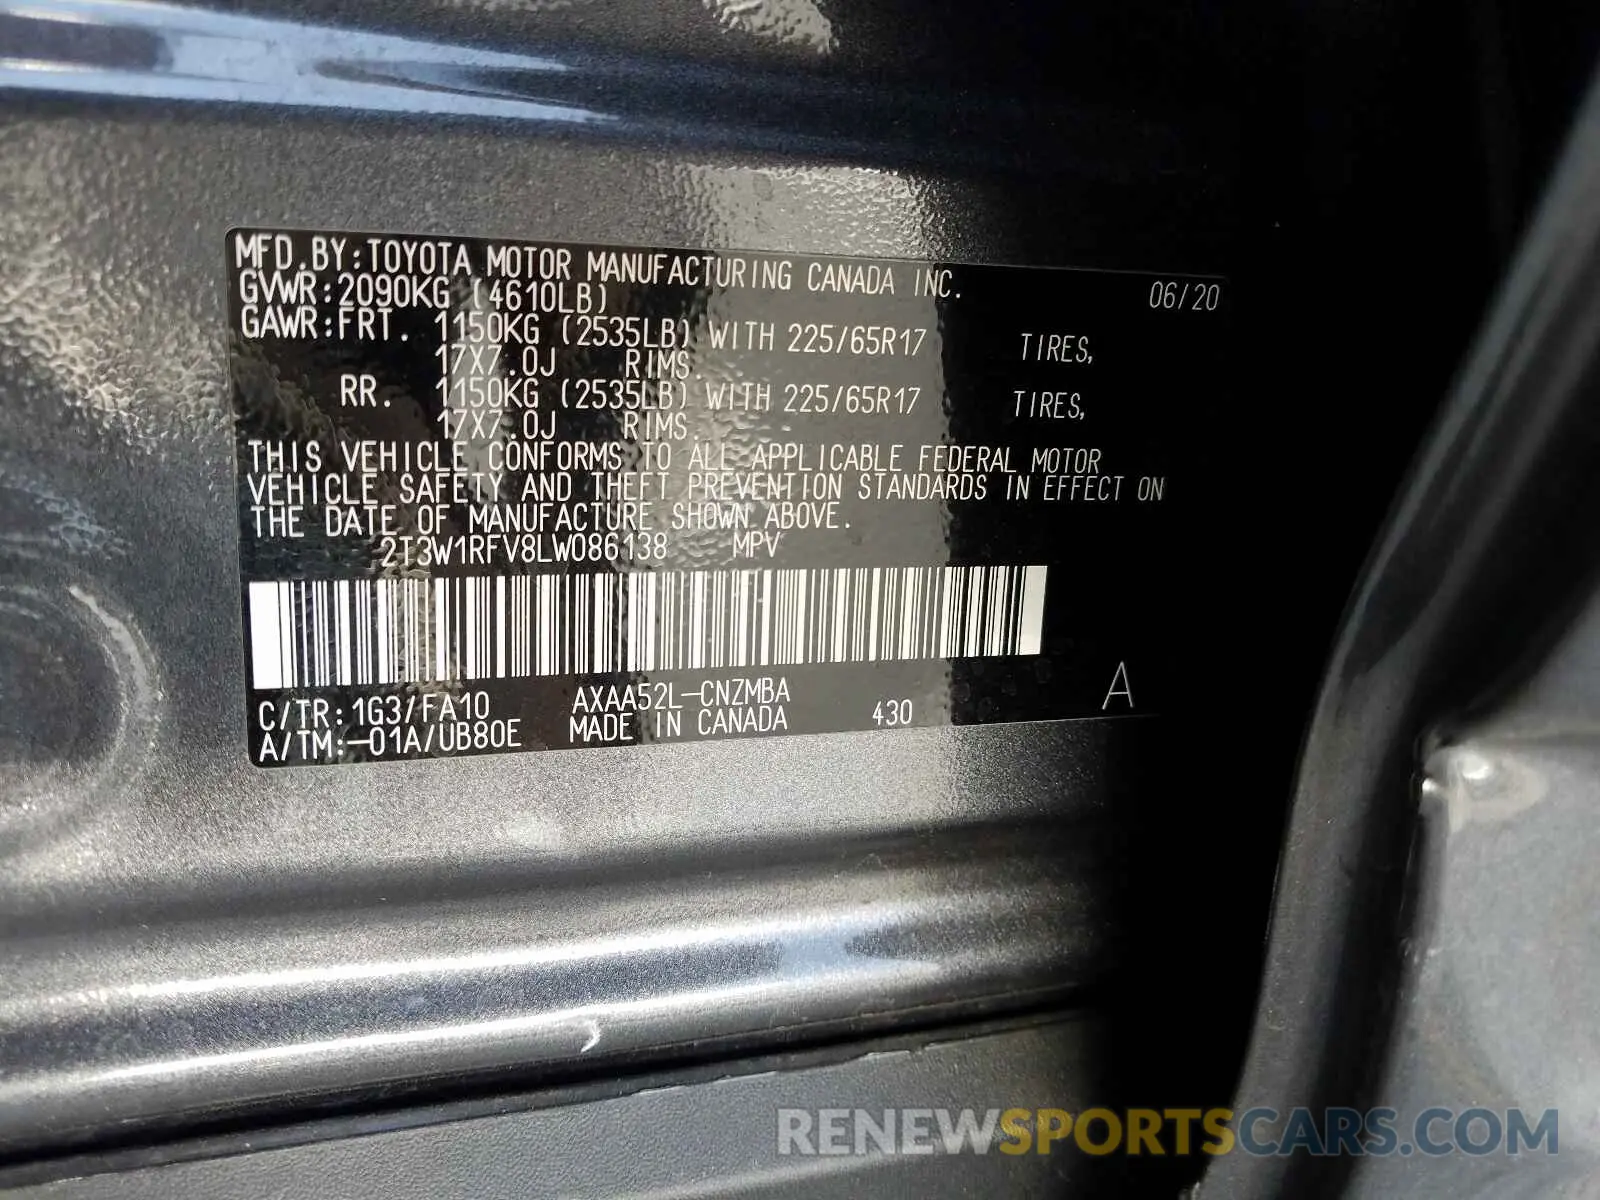 MFD.BY:TOYOTA MOTOR MANUFACTURING CANADA INC. 06/20
GVWR:2090KG (4610LB)
GAWR:FRT. 1150KG (2535LB) WITH 225/65R17 TIRES,
17X7.0J RIMS.
RR. 1150KG (2535LB) WITH 225/65R17 TIRES,
17X7.0J RIMS.
THIS VEHICLE CONFORMS TO ALL APPLICABLE FEDERAL MOTOR
VEHICLE SAFETY AND THEFT PREVENTION STANDARDS IN EFFECT ON
THE DATE OF MANUFACTURE SHOWN ABOVE.
2T3W1RFV8LW086138 MPV
C/TR:1G3/FA10 AXAA52L-CNZMBA A
A/TM:-01A/UB80E MADE IN CANADA 430
RENEWSPORTSCARS.COM